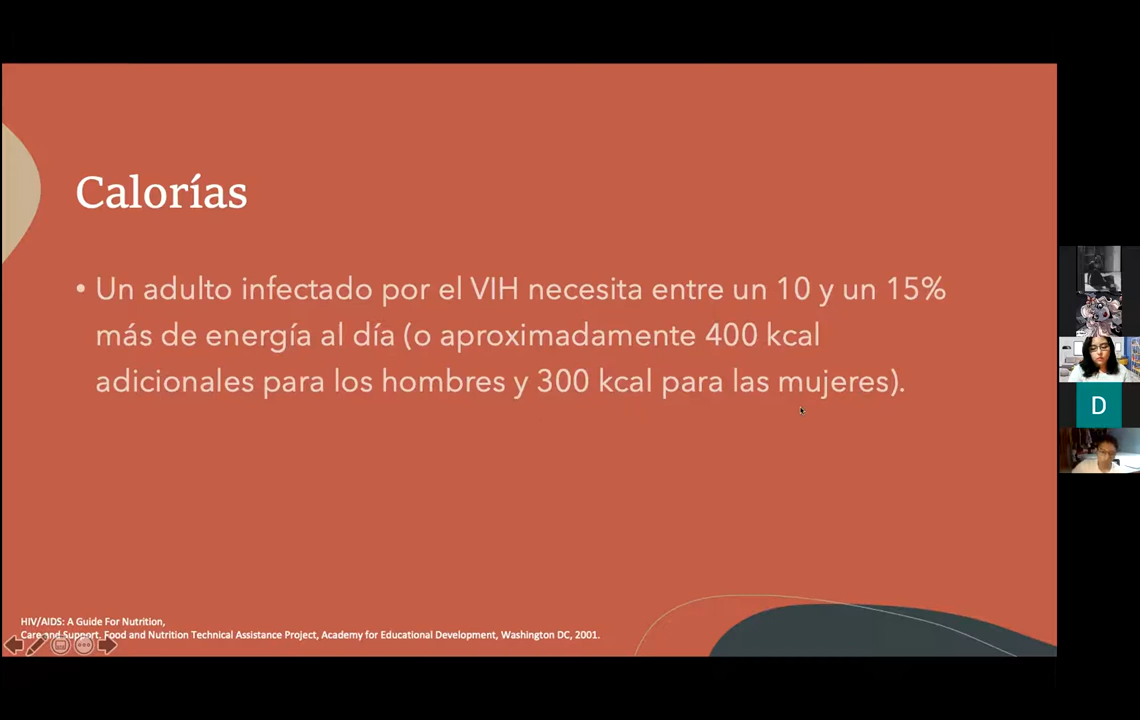 Calorías
• Un adulto infectado por el VIH necesita entre un 10 y un 15%
más de energía al día (o aproximadamente 400 kcal
adicionales para los hombres y 300 kcal para las mujeres).
D
HIV/AIDS: A Guide For Nutrition,
Care and Support, Food and Nutrition Technical Assistance Project, Academy for Educational Development, Washington DC, 2001.